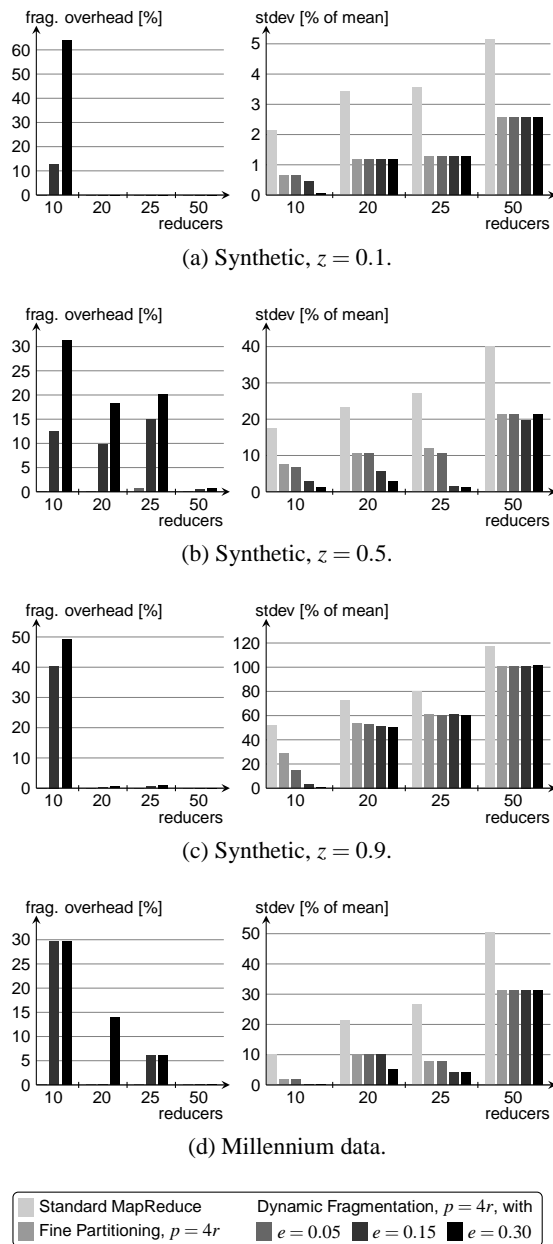 frag. overhead [%]
60
50
40
30
20
10
0
10 20 25 50
reducers
stdev [% of mean]
5
4
3
2
1
0
10 20 25 50
reducers
(a) Synthetic, z = 0.1.
frag. overhead [%]
30
25
20
15
10
5
0
10 20 25 50
reducers
stdev [% of mean]
40
30
20
10
0
10 20 25 50
reducers
(b) Synthetic, z = 0.5.
frag. overhead [%]
50
40
30
20
10
0
10 20 25 50
reducers
stdev [% of mean]
120
100
80
60
40
20
0
10 20 25 50
reducers
(c) Synthetic, z = 0.9.
frag. overhead [%]
30
25
20
15
10
5
0
10 20 25 50
reducers
stdev [% of mean]
50
40
30
20
10
0
10 20 25 50
reducers
(d) Millennium data.
Standard MapReduce
Fine Partitioning, p = 4r
Dynamic Fragmentation, p = 4r, with
e = 0.05 e = 0.15 e = 0.30